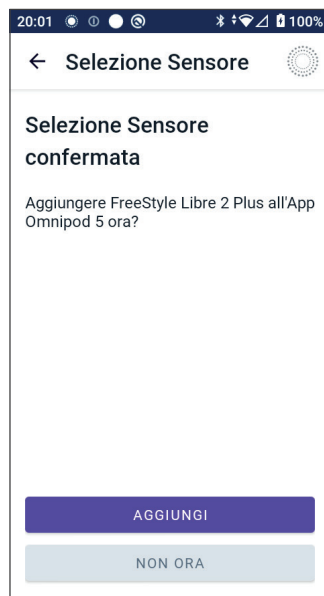 20:01
100%
Selezione Sensore
Selezione Sensore
confermata
Aggiungere FreeStyle Libre 2 Plus all'App
Omnipod 5 ora?
AGGIUNGI
NON ORA